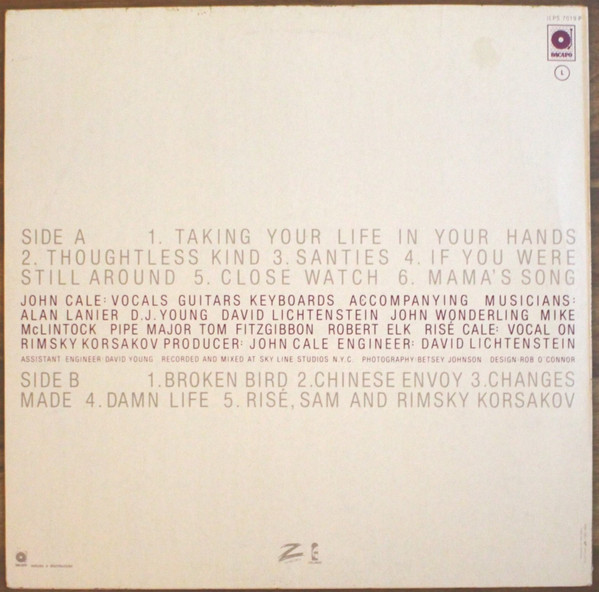 DICAPO
SIDE A 1. TAKING YOUR LIFE IN YOUR HANDS
2. THOUGHTLESS KIND 3. SANTIES 4. IF YOU WERE
STILL AROUND 5. CLOSE WATCH 6. MAMA'S SONG
JOHN CALE: VOCALS GUITARS KEYBOARDS ACCOMPANYING MUSICIANS:
ALAN LANIER D.J. YOUNG DAVID LICHTENSTEIN JOHN WONDERLING MIKE
McLINTOCK PIPE MAJOR TOM FITZGIBBON ROBERT ELK RISÉ CALE: VOCAL ON
RIMSKY KORSAKOV PRODUCER: JOHN CALE ENGINEER: DAVID LICHTENSTEIN
ASSISTANT ENGINEER: DAVID YOUNG RECORDED AND MIXED AT SKY LINE STUDIOS N.Y.C. PHOTOGRAPHY: BETSEY JOHNSON DESIGN: ROB O'CONNOR
SIDE B 1. BROKEN BIRD 2. CHINESE ENVOY 3. CHANGES
MADE 4. DAMN LIFE 5. RISÉ, SAM AND RIMSKY KORSAKOV
Z